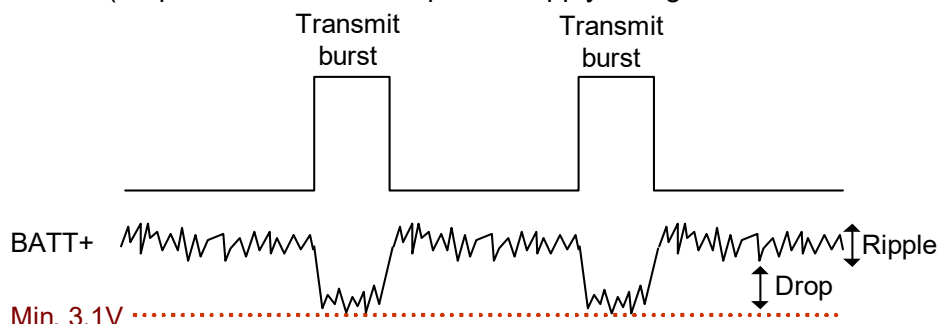 Transmit
burst
Transmit
burst
BATT+
Ripple
Drop
Min. 3.1V